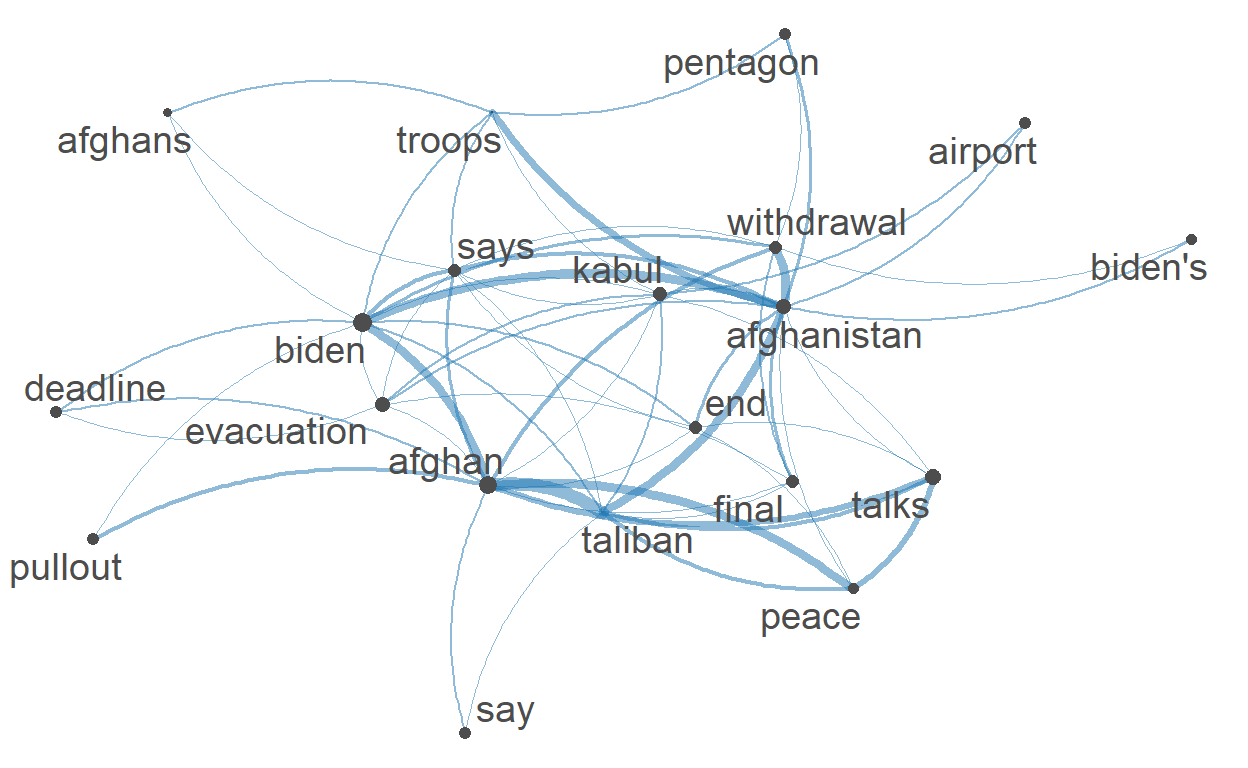 pentagon
afghans
troops
airport
withdrawal
says
kabul
biden's
afghanistan
biden
deadline
end
evacuation
afghan
final
talks
taliban
pullout
peace
say